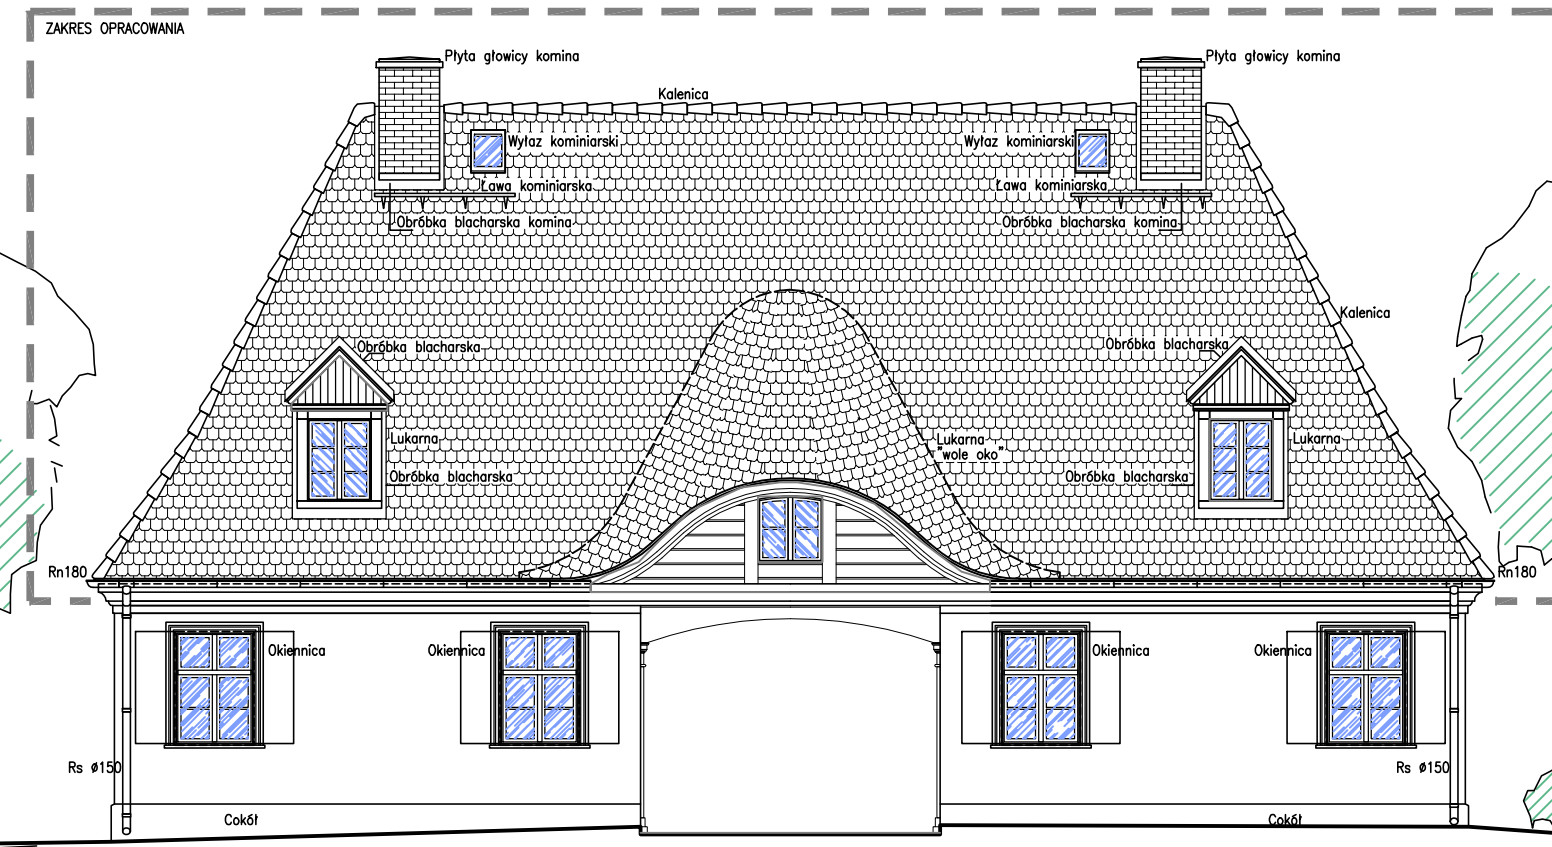 ZAKRES OPRACOWANIA
Płyta głowicy komina
Płyta głowicy komina
Kalenica
Wyłaz kominiarski
Wyłaz kominiarski
Ława kominiarska
Ława kominiarska
Obróbka blacharska komina
Obróbka blacharska komina
Kalenica
Obróbka blacharska
Obróbka blacharska
Lukarna
Lukarna
"wole oko"
Lukarna
Obróbka blacharska
Obróbka blacharska
Rn180
Rn180
Okiennica
Okiennica
Okiennica
Okiennica
Rs ø150
Rs ø150
Cokół
Cokół